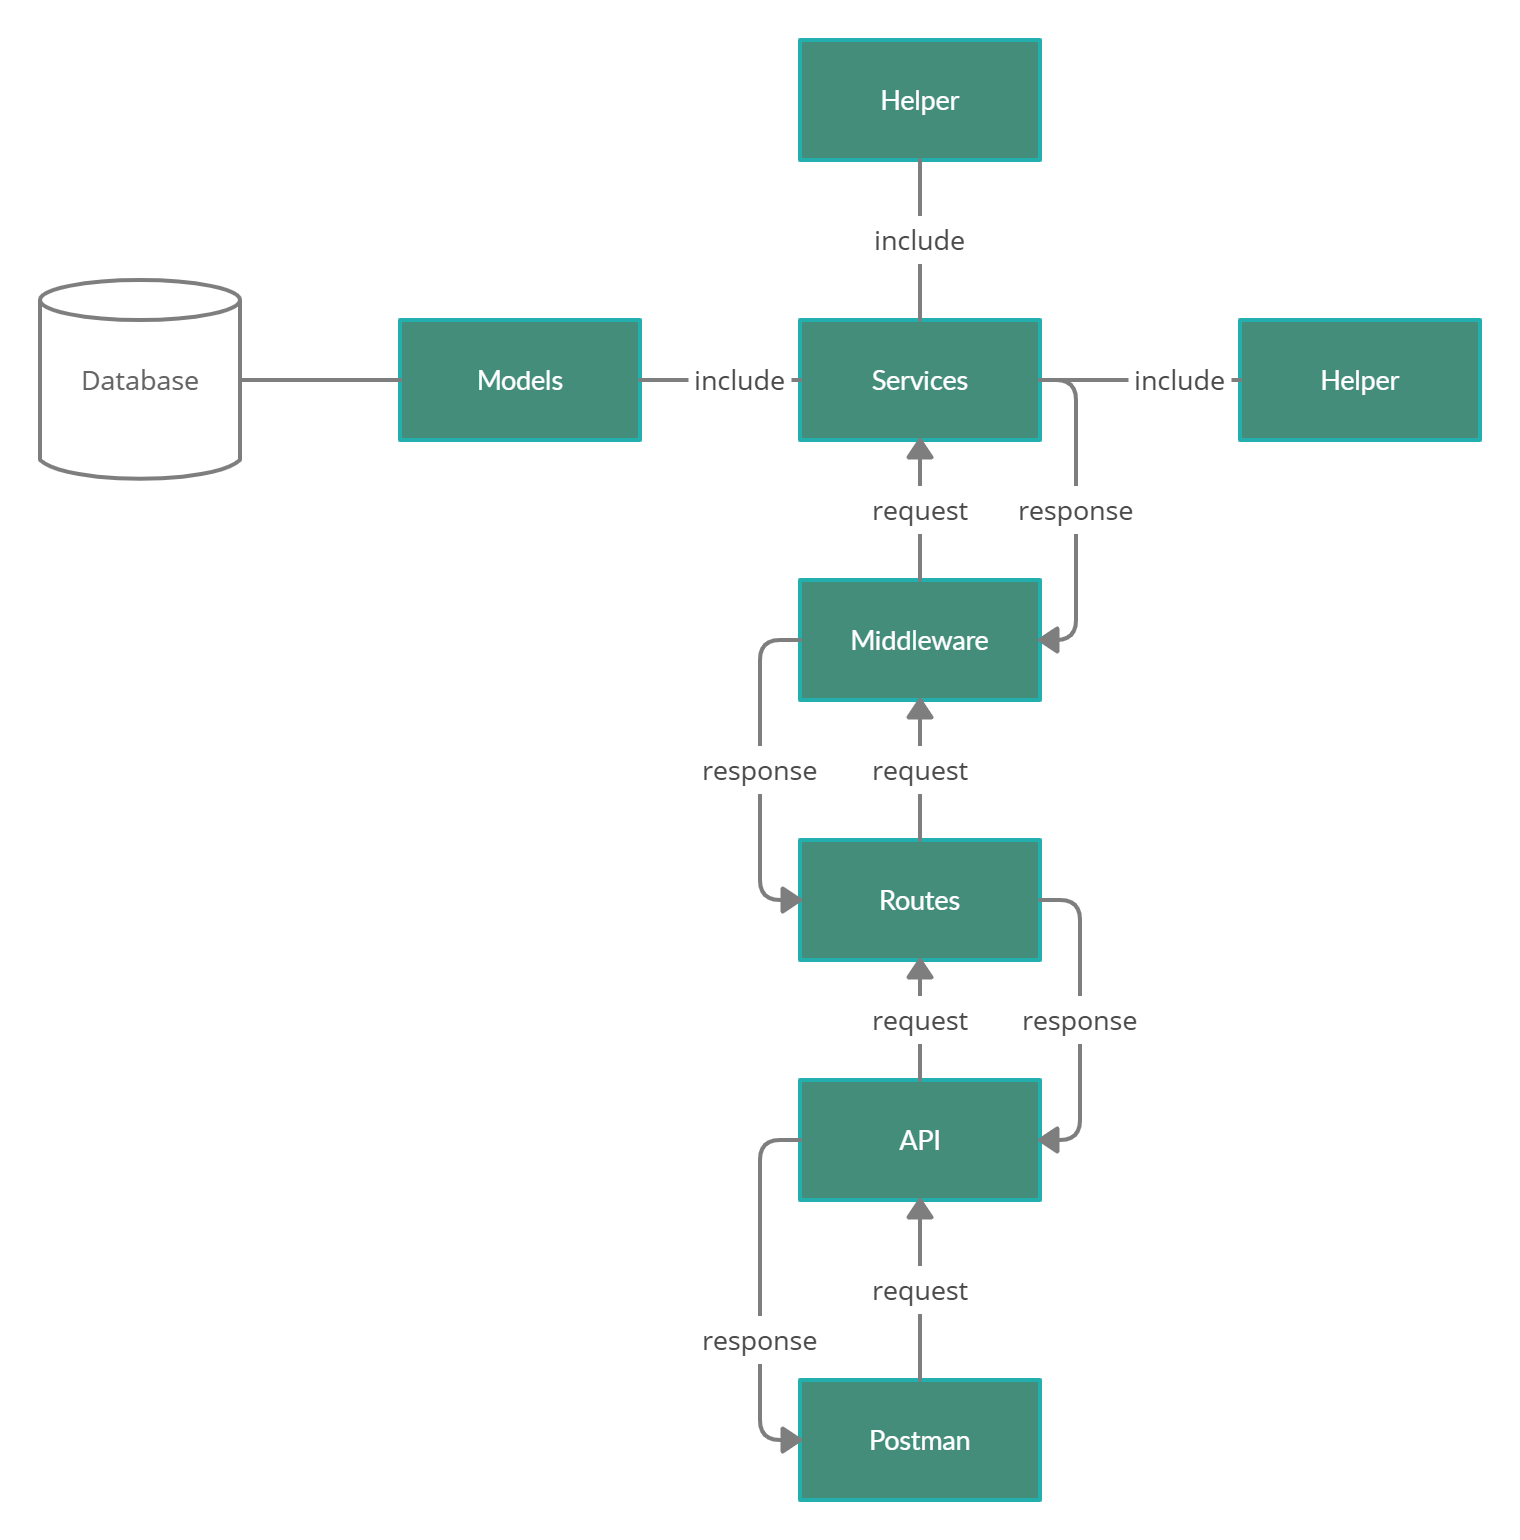 Helper
include
Database
Models
include
Services
include
Helper
request
response
Middleware
response
request
Routes
request
response
API
request
response
Postman